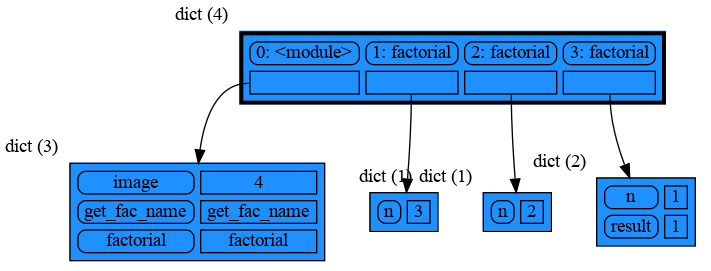 dict (4)
0: <module> 1: factorial 2: factorial 3: factorial
dict (3)
image 4
get_fac_name get_fac_name
factorial factorial
dict (1)
n 3
dict (1)
n 2
dict (2)
n 1
result 1